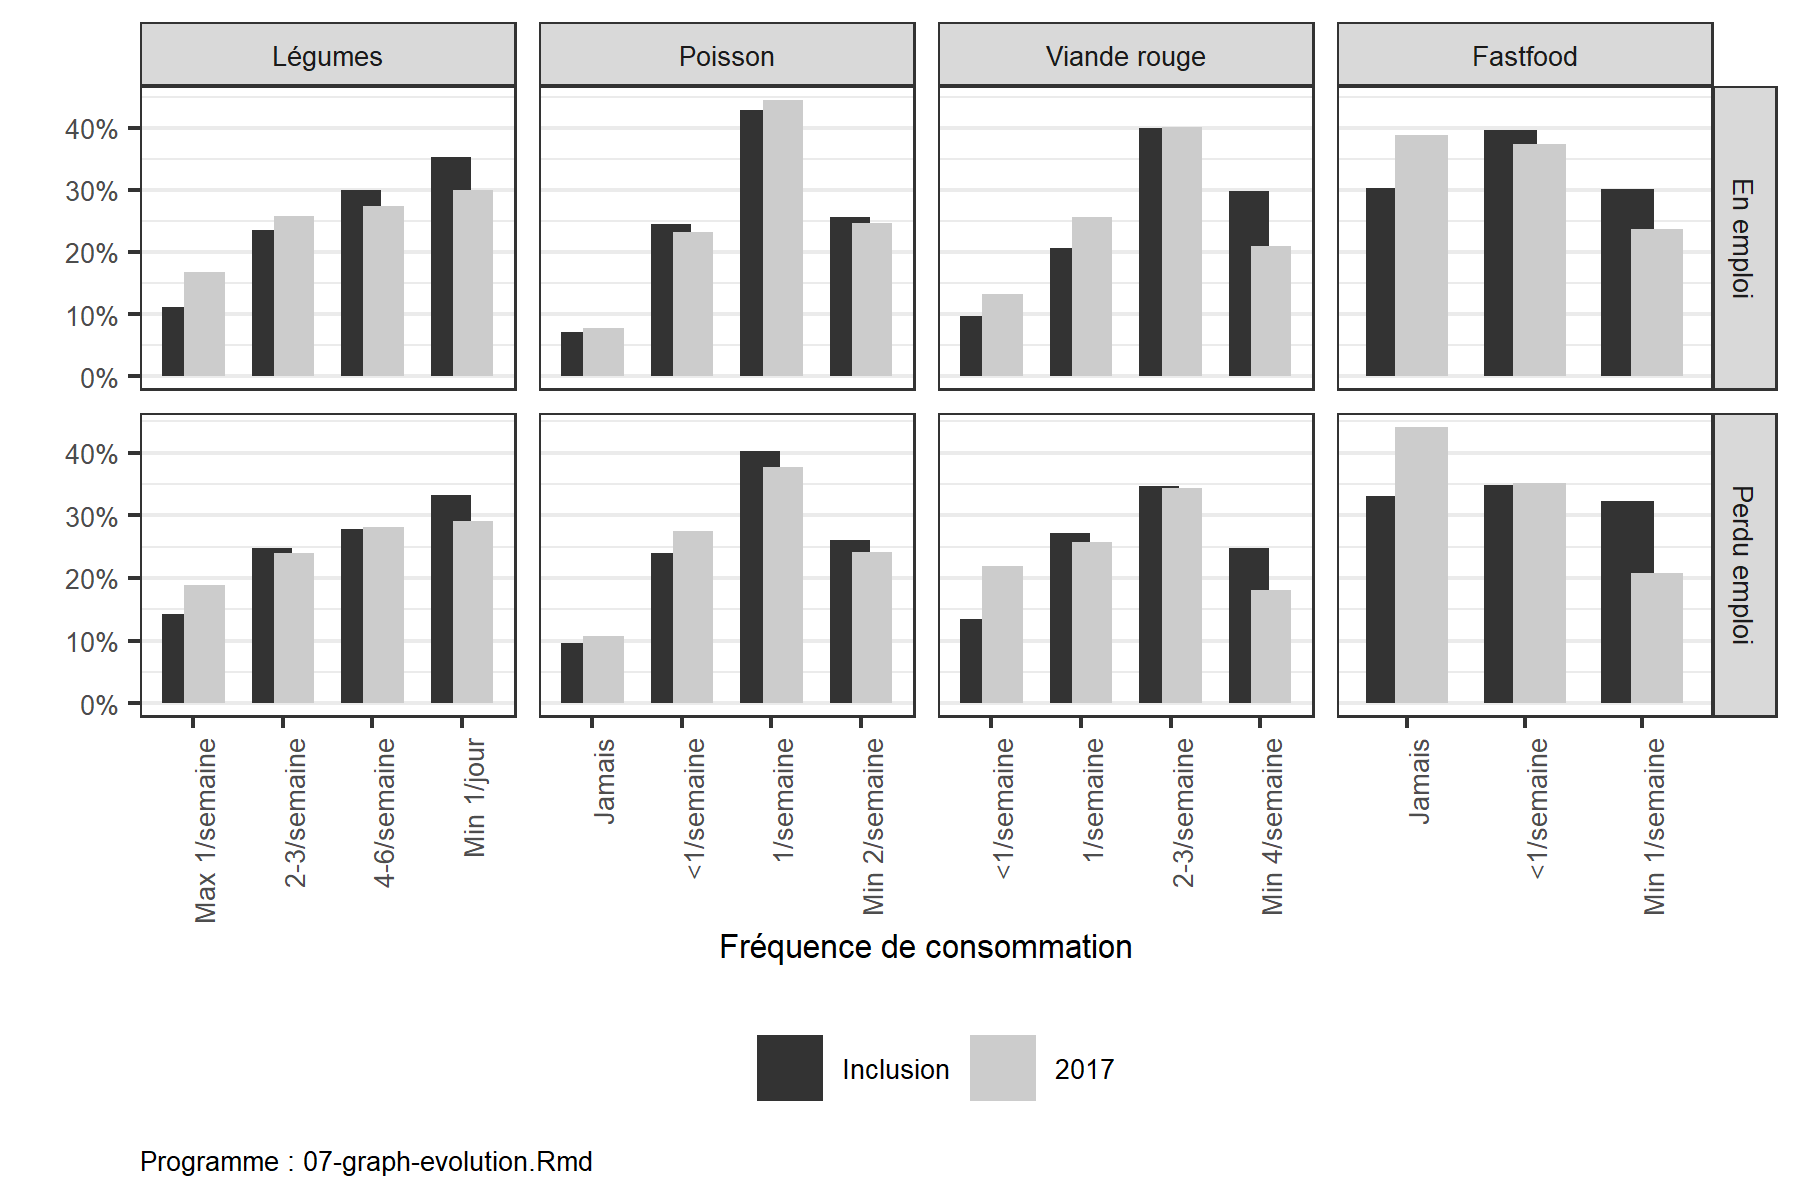 Légumes Poisson Viande rouge Fastfood
40%
30%
20%
10%
0%
En emploi
40%
30%
20%
10%
0%
Perdu emploi
Max 1/semaine
2-3/semaine
4-6/semaine
Min 1/jour
Jamais
<1/semaine
1/semaine
Min 2/semaine
<1/semaine
1/semaine
2-3/semaine
Min 4/semaine
Jamais
<1/semaine
Min 1/semaine
Fréquence de consommation
Inclusion 2017
Programme : 07-graph-evolution.Rmd